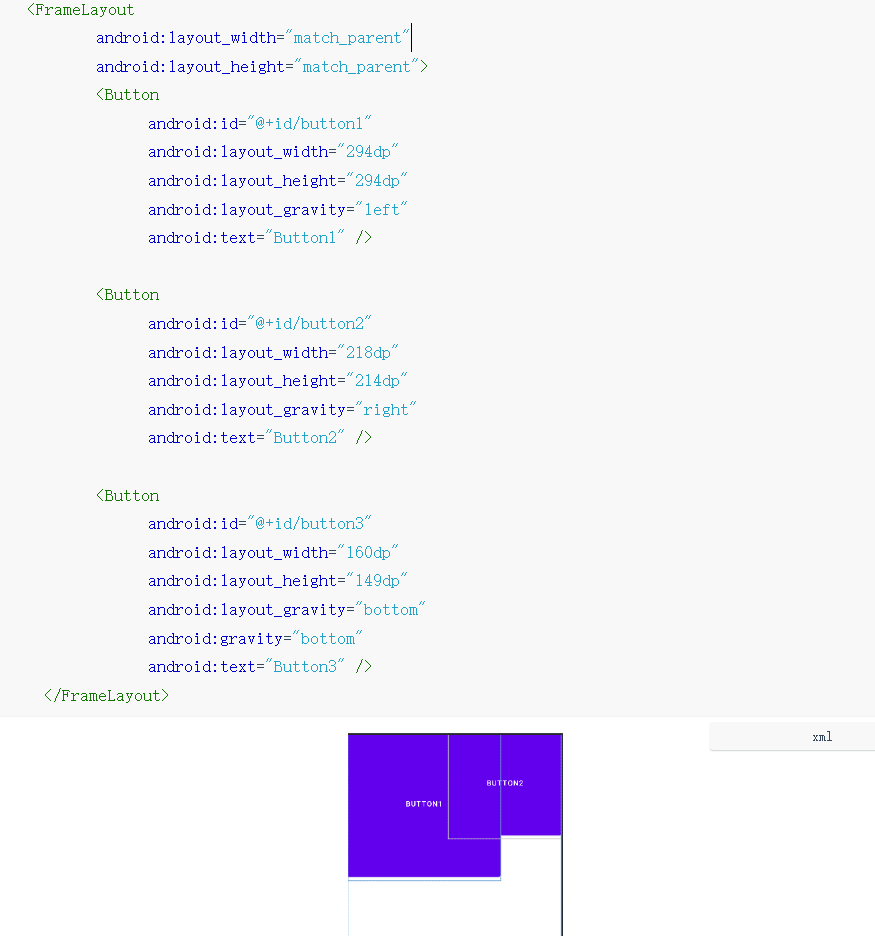 <FrameLayout
android:layout_width="match_parent"
android:layout_height="match_parent">
<Button
android:id="@+id/button1"
android:layout_width="294dp"
android:layout_height="294dp"
android:layout_gravity="left"
android:text="Button1" />
<Button
android:id="@+id/button2"
android:layout_width="218dp"
android:layout_height="214dp"
android:layout_gravity="right"
android:text="Button2" />
<Button
android:id="@+id/button3"
android:layout_width="160dp"
android:layout_height="149dp"
android:layout_gravity="bottom"
android:gravity="bottom"
android:text="Button3" />
</FrameLayout>
xml
BUTTON2
BUTTON1